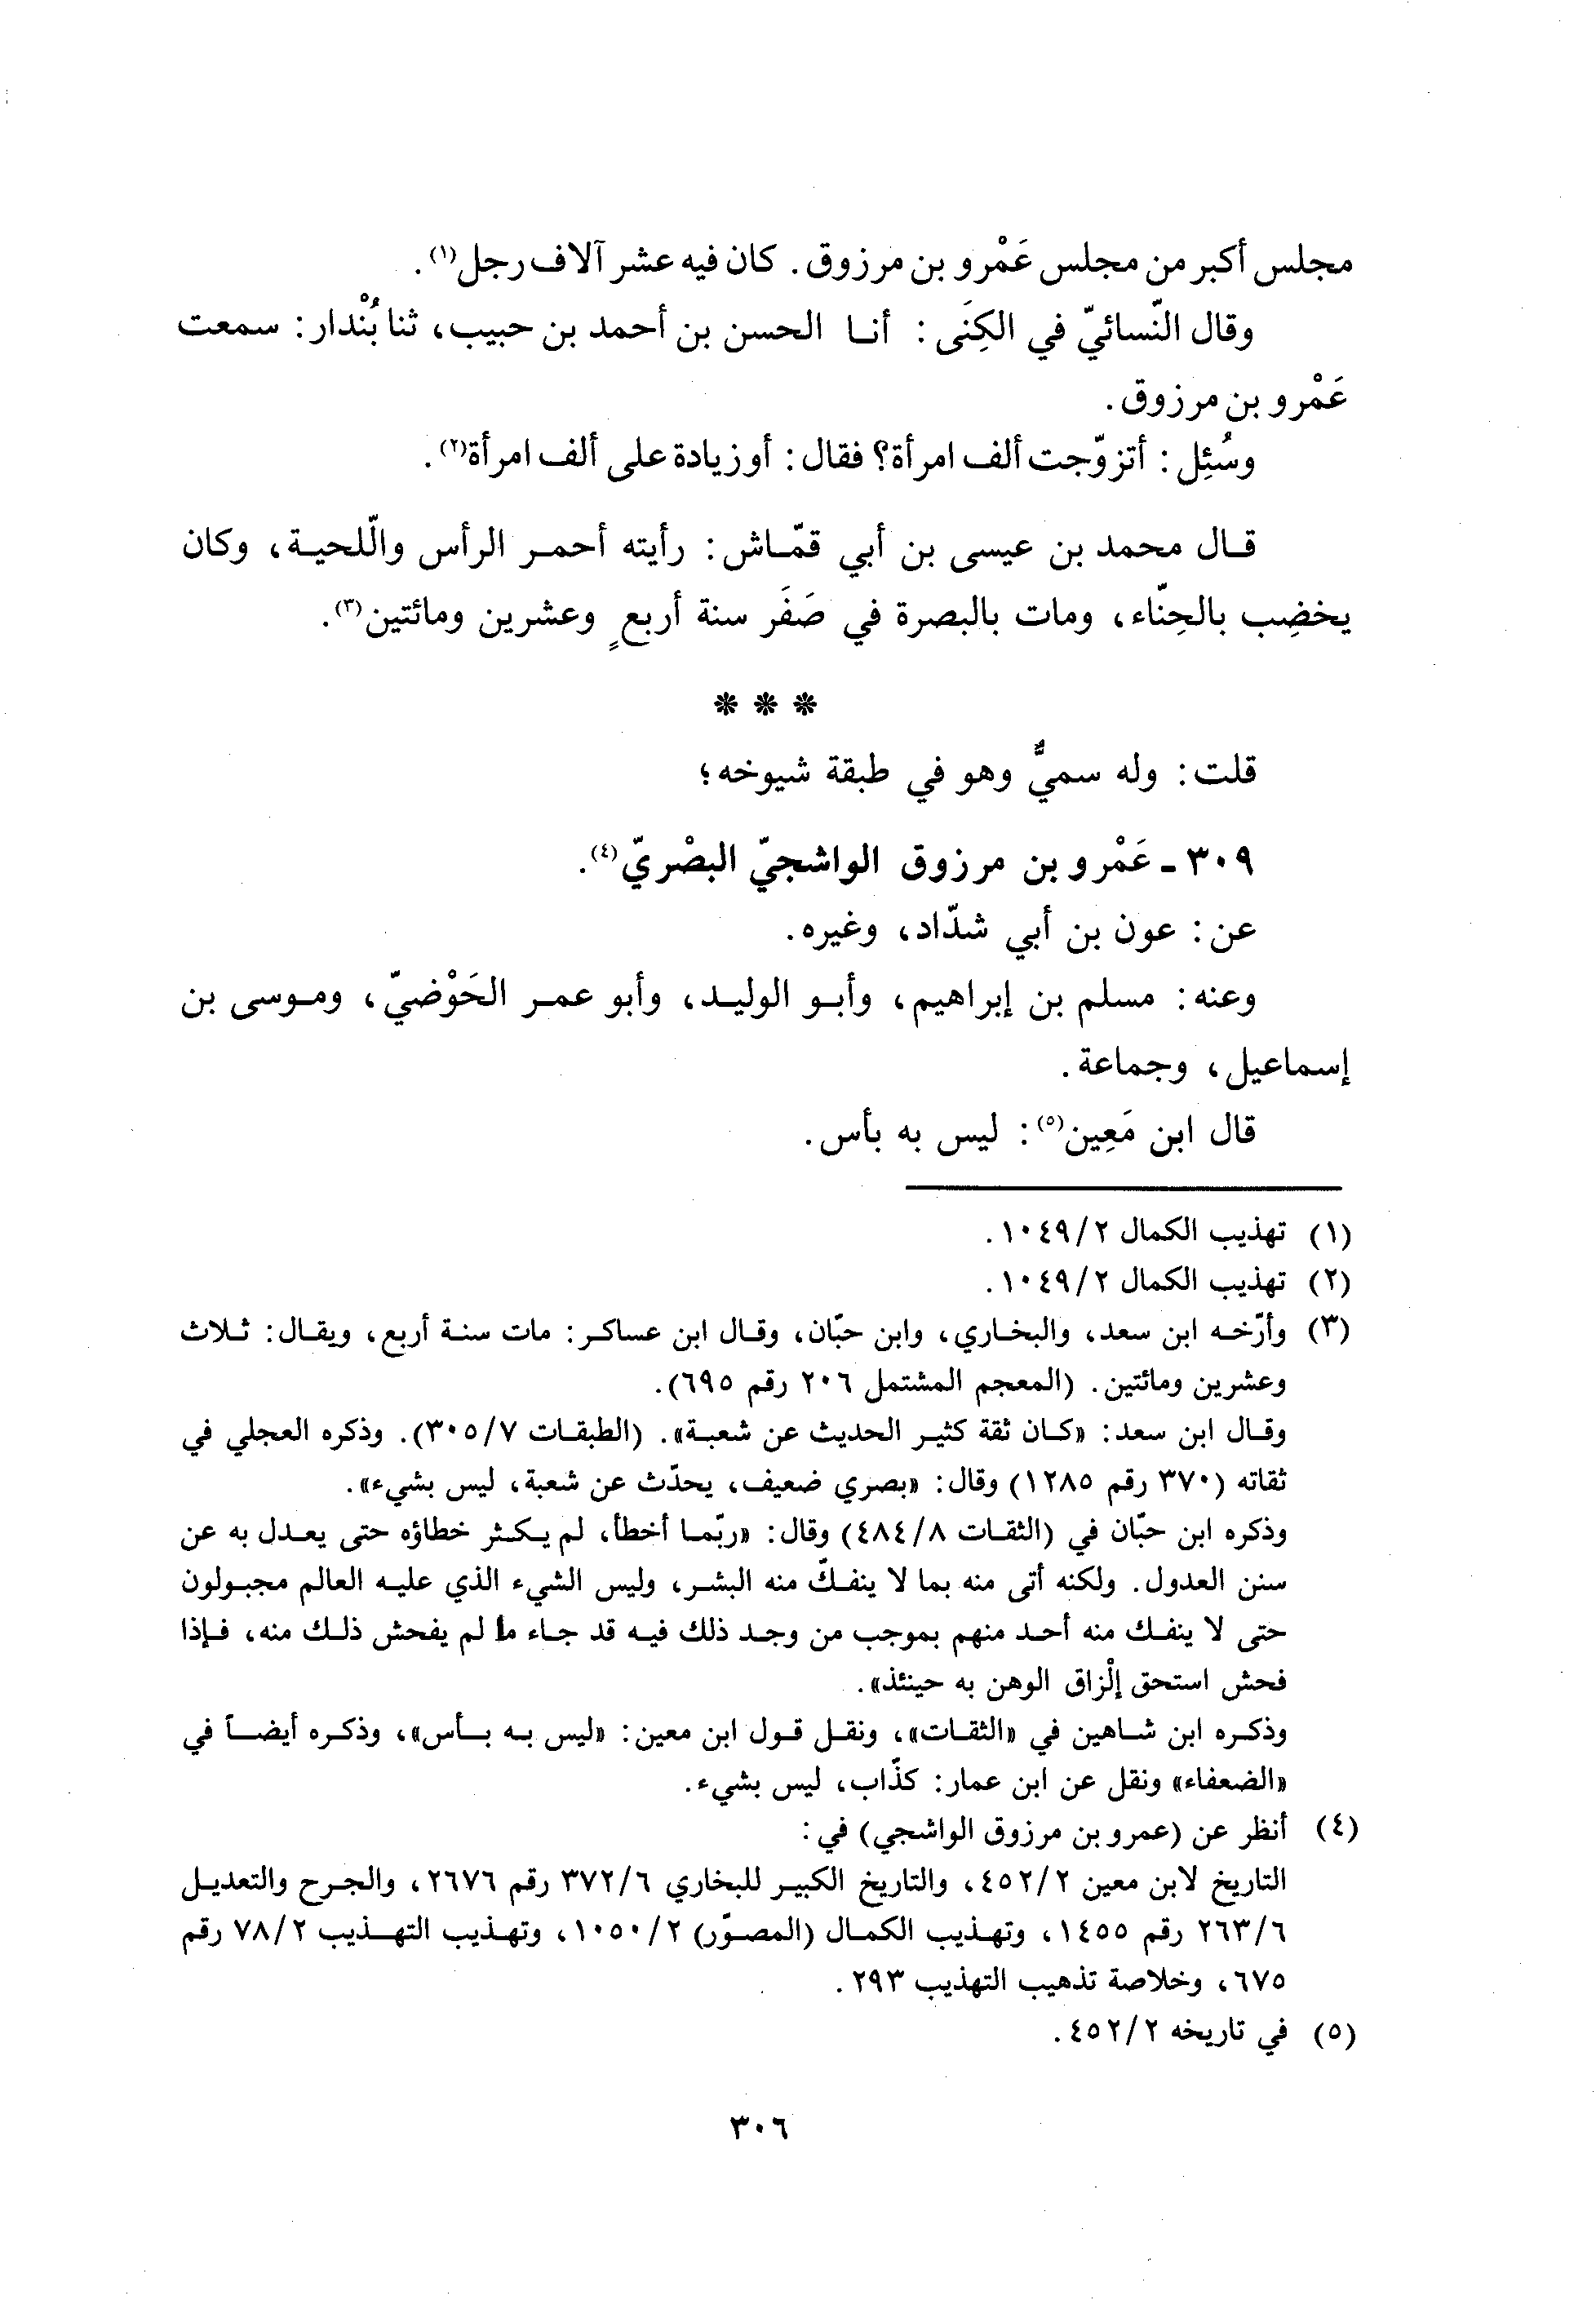 مجلس أكبر من مجلس عَمْرو بن مرزوق. كان فيه عشر آلاف رجل(١).
وقال النّسائيّ في الكِنَى: أنا الحسن بن أحمد بن حبيب، ثنا بُنْدار: سمعت
عَمْرو بن مرزوق.
وسُئِل: أتزوّجت ألف امرأة؟ فقال: أو زيادة على ألف امرأة(٢).
قال محمد بن عيسى بن أبي قمّاش: رأيته أحمر الرأس والّلحية، وكان
يخضِب بالحِنّاء، ومات بالبصرة في صَفَر سنة أربعٍ وعشرين ومائتين(٣).
* * *
قلت: وله سميٌّ وهو في طبقة شيوخه؛
٣٠٩ - عَمْرو بن مرزوق الواشجيّ البصْريّ(٤).
عن: عون بن أبي شدّاد، وغيره.
وعنه: مسلم بن إبراهيم، وأبو الوليد، وأبو عمر الحَوْضيّ، وموسى بن
إسماعيل، وجماعة.
قال ابن مَعِين(٥): ليس به بأس.
(١) تهذيب الكمال ١٠٤٩/٢.
(٢) تهذيب الكمال ١٠٤٩/٢.
(٣) وأرّخه ابن سعد، والبخاري، وابن حبّان، وقال ابن عساكر: مات سنة أربع، ويقال: ثلاث
وعشرين ومائتين. (المعجم المشتمل ٢٠٦ رقم ٦٩٥).
وقال ابن سعد: «كان ثقة كثير الحديث عن شعبة». (الطبقات ٣٠٥/٧). وذكره العجلي في
ثقاته (٣٧٠ رقم ١٢٨٥) وقال: «بصري ضعيف، يحدّث عن شعبة، ليس بشيء».
وذكره ابن حبّان في (الثقات ٤٨٤/٨) وقال: «ربّما أخطأ، لم يكثر خطاؤه حتى يعدل به عن
سنن العدول. ولكنه أتى منه بما لا ينفكّ منه البشر، وليس الشيء الذي عليه العالم مجبولون
حتى لا ينفك منه أحد منهم بموجب من وجد ذلك فيه قد جاء ما لم يفحش ذلك منه، فإذا
فحش استحق إلْزاق الوهن به حينئذ».
وذكره ابن شاهين في «الثقات»، ونقل قول ابن معين: «ليس به بأس»، وذكره أيضاً في
«الضعفاء» ونقل عن ابن عمار: كذّاب، ليس بشيء.
(٤) أنظر عن (عمرو بن مرزوق الواشجي) في:
التاريخ لابن معين ٤٥٢/٢، والتاريخ الكبير للبخاري ٣٧٢/٦ رقم ٢٦٧٦، والجرح والتعديل
٢٦٣/٦ رقم ١٤٥٥، وتهذيب الكمال (المصوّر) ١٠٥٠/٢، وتهذيب التهذيب ٧٨/٢ رقم
٦٧٥، وخلاصة تذهيب التهذيب ٢٩٣.
(٥) في تاريخه ٤٥٢/٢.
٣٠٦